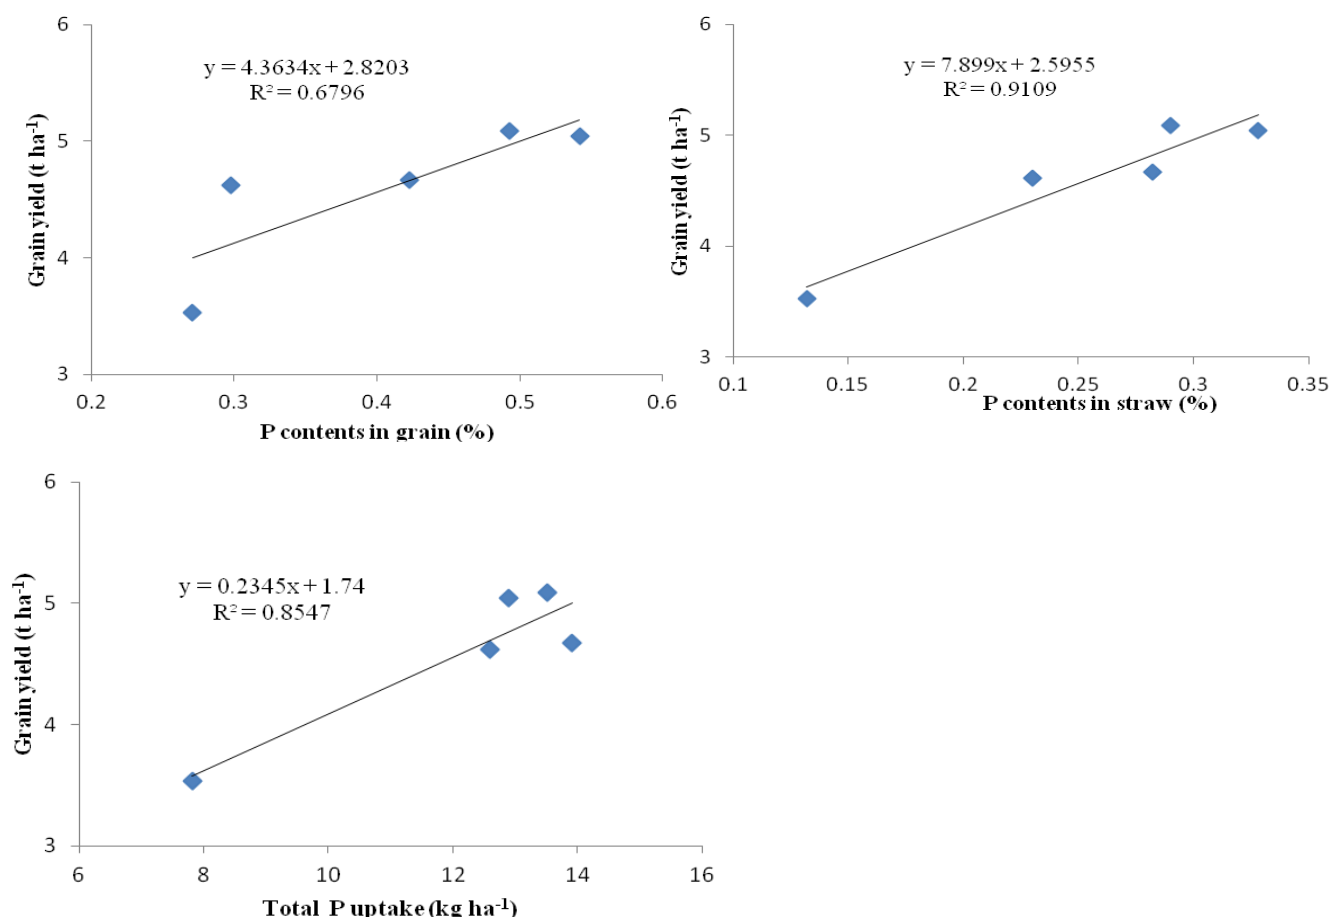 6
5
4
3
Grain yield (t ha⁻¹)
y = 4.3634x + 2.8203
R² = 0.6796
0.2 0.3 0.4 0.5 0.6
P contents in grain (%)
6
5
4
3
Grain yield (t ha⁻¹)
y = 7.899x + 2.5955
R² = 0.9109
0.1 0.15 0.2 0.25 0.3 0.35
P contents in straw (%)
6
5
4
3
Grain yield (t ha⁻¹)
y = 0.2345x + 1.74
R² = 0.8547
6 8 10 12 14 16
Total P uptake (kg ha⁻¹)